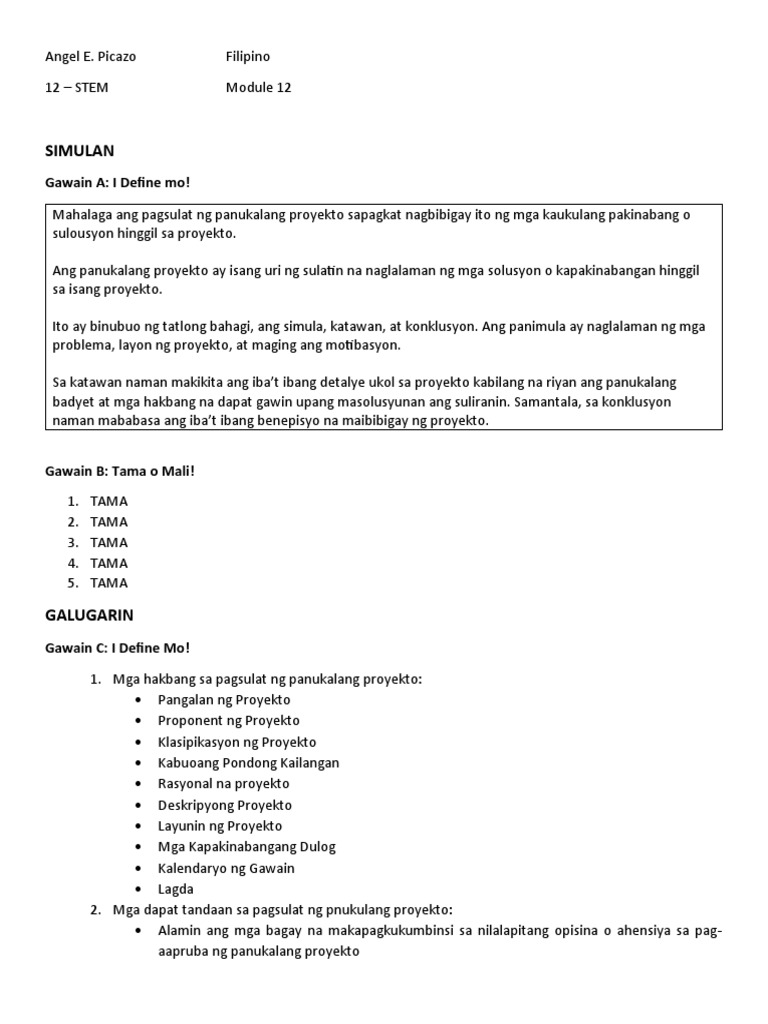 Angel E. Picazo Filipino
12 – STEM Module 12
SIMULAN
Gawain A: I Define mo!
Mahalaga ang pagsulat ng panukalang proyekto sapagkat nagbibigay ito ng mga kaukulang pakinabang o
sulousyon hinggil sa proyekto.
Ang panukalang proyekto ay isang uri ng sulatin na naglalaman ng mga solusyon o kapakinabangan hinggil
sa isang proyekto.
Ito ay binubuo ng tatlong bahagi, ang simula, katawan, at konklusyon. Ang panimula ay naglalaman ng mga
problema, layon ng proyekto, at maging ang motibasyon.
Sa katawan naman makikita ang iba’t ibang detalye ukol sa proyekto kabilang na riyan ang panukalang
badyet at mga hakbang na dapat gawin upang masolusyunan ang suliranin. Samantala, sa konklusyon
naman mababasa ang iba’t ibang benepisyo na maibibigay ng proyekto.
Gawain B: Tama o Mali!
1. TAMA
2. TAMA
3. TAMA
4. TAMA
5. TAMA
GALUGARIN
Gawain C: I Define Mo!
1. Mga hakbang sa pagsulat ng panukalang proyekto:
• Pangalan ng Proyekto
• Proponent ng Proyekto
• Klasipikasyon ng Proyekto
• Kabuoang Pondong Kailangan
• Rasyonal na proyekto
• Deskripyong Proyekto
• Layunin ng Proyekto
• Mga Kapakinabangang Dulog
• Kalendaryo ng Gawain
• Lagda
2. Mga dapat tandaan sa pagsulat ng pnukulang proyekto:
• Alamin ang mga bagay na makapagkukumbinsi sa nilalapitang opisina o ahensiya sa pag-
aapruba ng panukalang proyekto